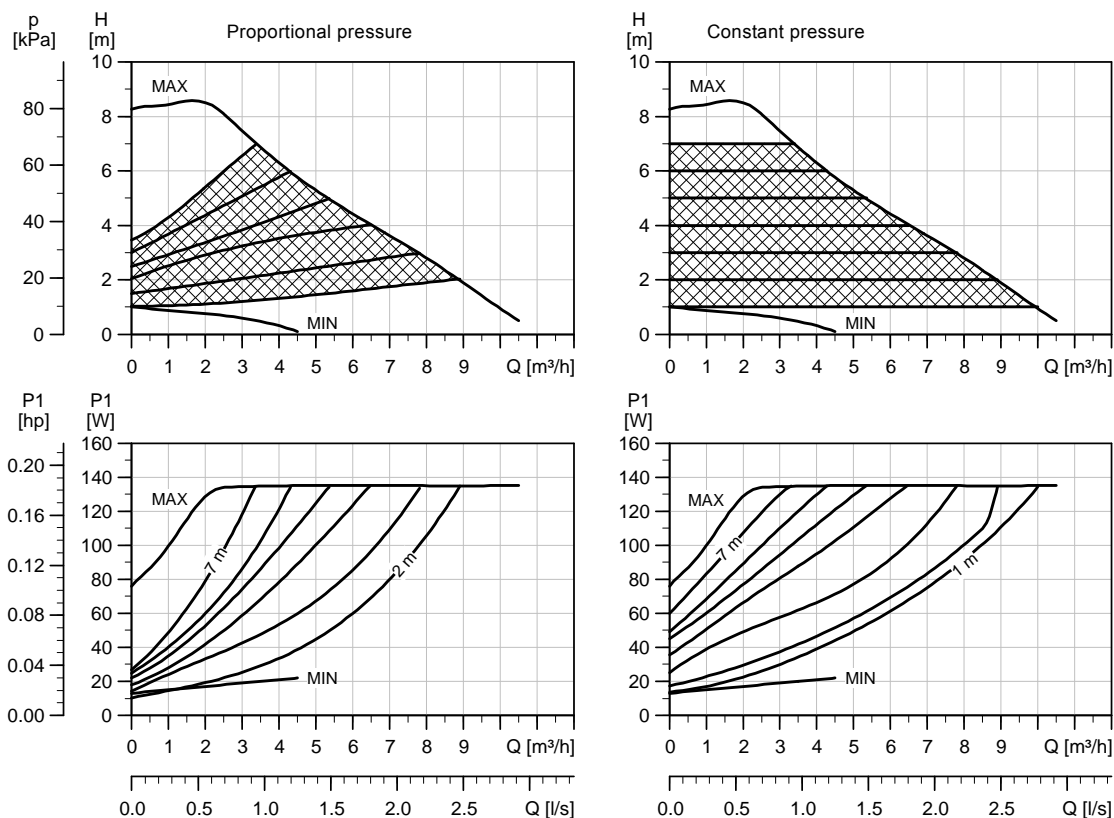 p H Proportional pressure
[kPa] [m]
10
80 8
60 6
40 4
20 2
0 0
MAX
MIN
0 1 2 3 4 5 6 7 8 9 Q [m³/h]
H Constant pressure
[m]
10
8
6
4
2
0
MAX
MIN
0 1 2 3 4 5 6 7 8 9 Q [m³/h]
P1 P1
[hp] [W]
160
0.20 140
0.16 120
100
0.12 80
0.08 60
40
0.04 20
0.00 0
MAX
7 m
2 m
MIN
0 1 2 3 4 5 6 7 8 9 Q [m³/h]
0.0 0.5 1.0 1.5 2.0 2.5 Q [l/s]
P1
[W]
160
140
120
100
80
60
40
20
0
MAX
7 m
1 m
MIN
0 1 2 3 4 5 6 7 8 9 Q [m³/h]
0.0 0.5 1.0 1.5 2.0 2.5 Q [l/s]